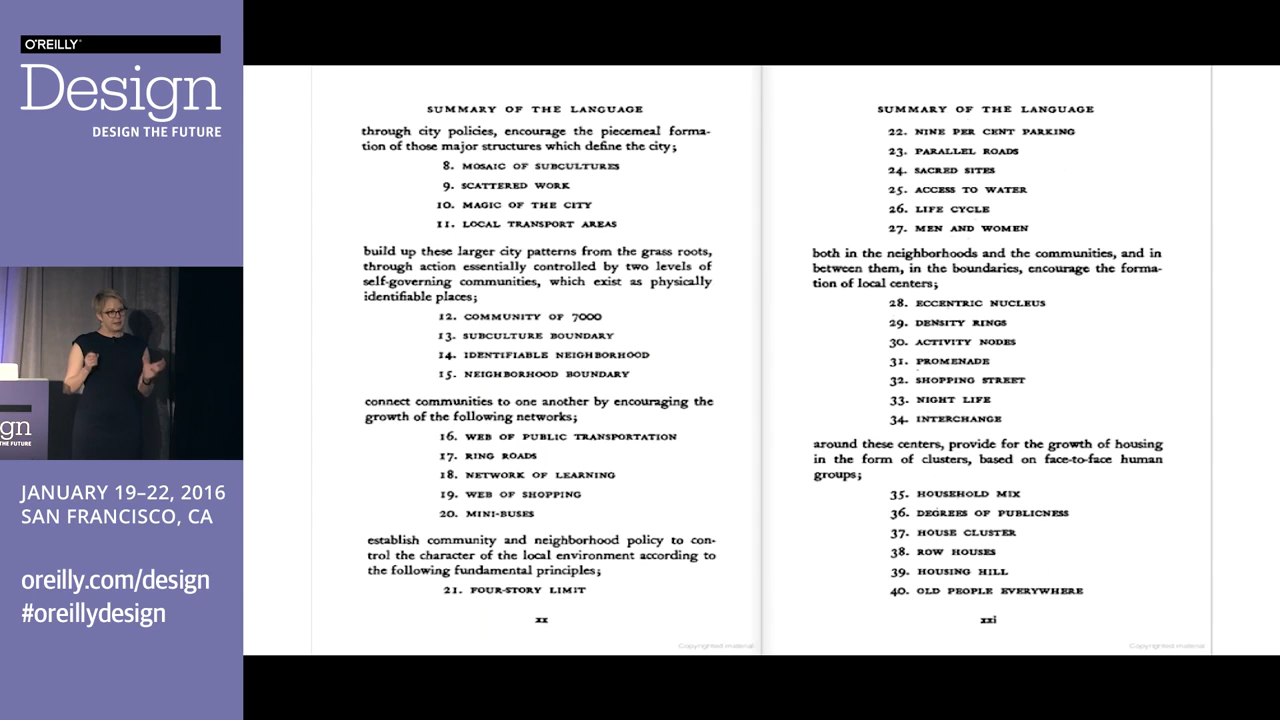 O'REILLY®
Design
DESIGN THE FUTURE
gn
THE FUTURE
JANUARY 19–22, 2016
SAN FRANCISCO, CA
oreilly.com/design
#oreillydesign
SUMMARY OF THE LANGUAGE
through city policies, encourage the piecemeal forma-
tion of those major structures which define the city;
8. MOSAIC OF SUBCULTURES
9. SCATTERED WORK
10. MAGIC OF THE CITY
11. LOCAL TRANSPORT AREAS
build up these larger city patterns from the grass roots,
through action essentially controlled by two levels of
self-governing communities, which exist as physically
identifiable places;
12. COMMUNITY OF 7000
13. SUBCULTURE BOUNDARY
14. IDENTIFIABLE NEIGHBORHOOD
15. NEIGHBORHOOD BOUNDARY
connect communities to one another by encouraging the
growth of the following networks;
16. WEB OF PUBLIC TRANSPORTATION
17. RING ROADS
18. NETWORK OF LEARNING
19. WEB OF SHOPPING
20. MINI-BUSES
establish community and neighborhood policy to con-
trol the character of the local environment according to
the following fundamental principles;
21. FOUR-STORY LIMIT
xx
Copyrighted material
SUMMARY OF THE LANGUAGE
22. NINE PER CENT PARKING
23. PARALLEL ROADS
24. SACRED SITES
25. ACCESS TO WATER
26. LIFE CYCLE
27. MEN AND WOMEN
both in the neighborhoods and the communities, and in
between them, in the boundaries, encourage the forma-
tion of local centers;
28. ECCENTRIC NUCLEUS
29. DENSITY RINGS
30. ACTIVITY NODES
31. PROMENADE
32. SHOPPING STREET
33. NIGHT LIFE
34. INTERCHANGE
around these centers, provide for the growth of housing
in the form of clusters, based on face-to-face human
groups;
35. HOUSEHOLD MIX
36. DEGREES OF PUBLICNESS
37. HOUSE CLUSTER
38. ROW HOUSES
39. HOUSING HILL
40. OLD PEOPLE EVERYWHERE
xxi
Copyrighted material